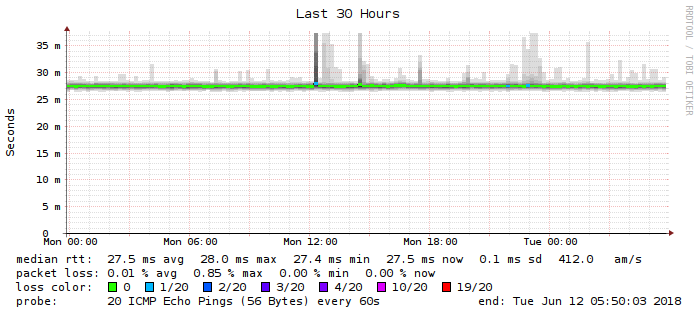 Last 30 Hours
RRDTOOL / TOBI OETIKER
Seconds
35 m
30 m
25 m
20 m
15 m
10 m
5 m
0
Mon 00:00 Mon 06:00 Mon 12:00 Mon 18:00 Tue 00:00
median rtt: 27.5 ms avg 28.0 ms max 27.4 ms min 27.5 ms now 0.1 ms sd 412.0 am/s
packet loss: 0.01 % avg 0.85 % max 0.00 % min 0.00 % now
loss color: 0 1/20 2/20 3/20 4/20 10/20 19/20
probe: 20 ICMP Echo Pings (56 Bytes) every 60s end: Tue Jun 12 05:50:03 2018